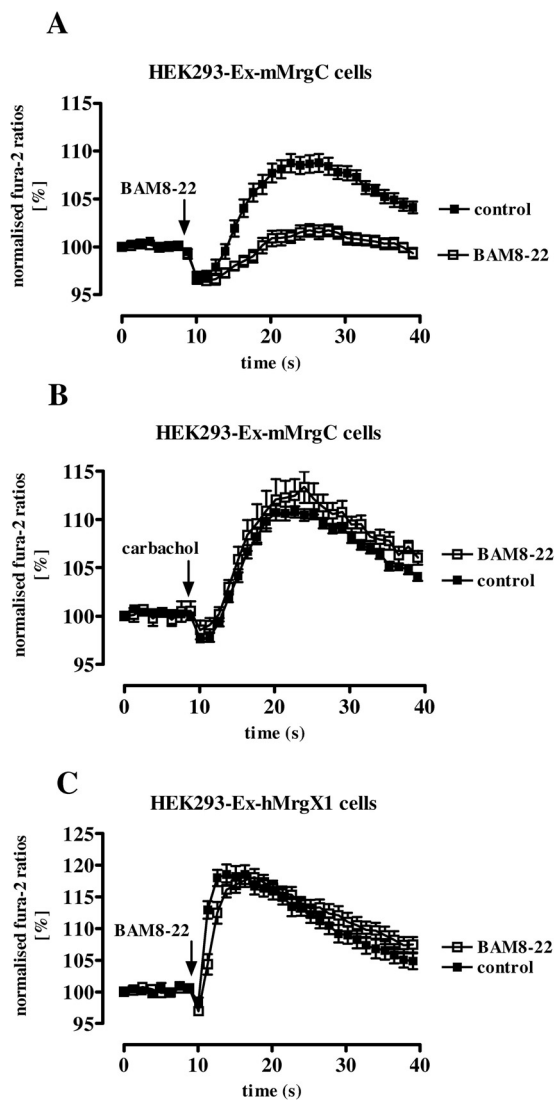 A
HEK293-Ex-mMrgC cells
normalised fura-2 ratios
[%]
115
110
105
100
95
BAM8-22
control
BAM8-22
0 10 20 30 40
time (s)
B
HEK293-Ex-mMrgC cells
normalised fura-2 ratios
[%]
115
110
105
100
95
carbachol
BAM8-22
control
0 10 20 30 40
time (s)
C
HEK293-Ex-hMrgX1 cells
normalised fura-2 ratios
[%]
125
120
115
110
105
100
95
BAM8-22
BAM8-22
control
0 10 20 30 40
time (s)